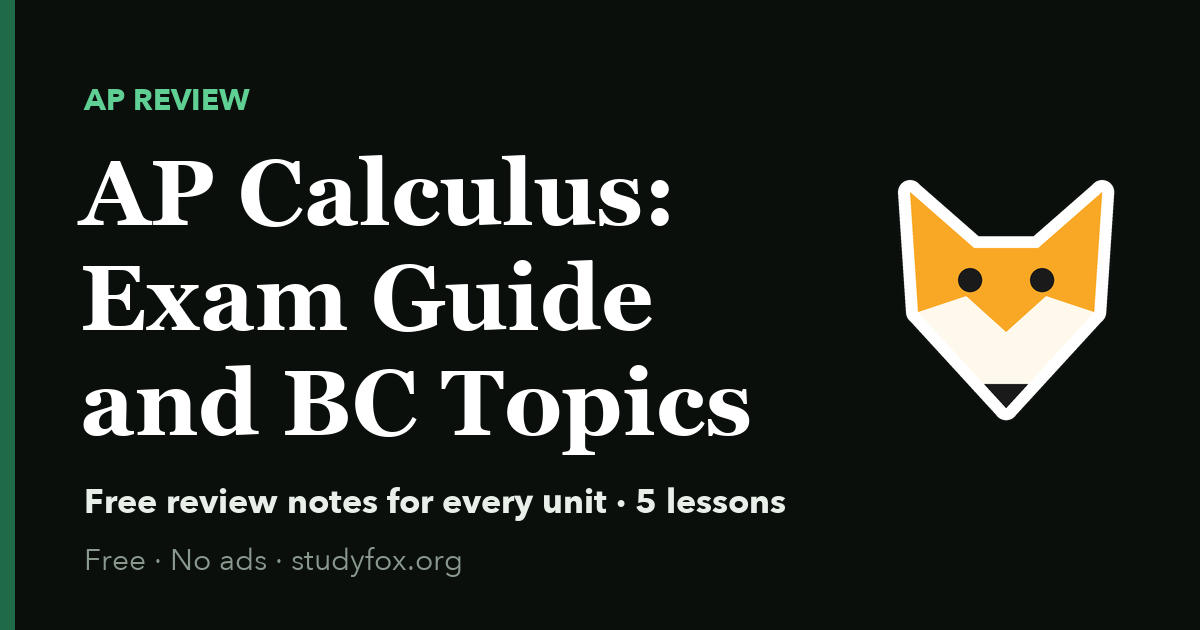 AP REVIEW
AP Calculus:
Exam Guide
and BC Topics
Free review notes for every unit · 5 lessons
Free · No ads · studyfox.org